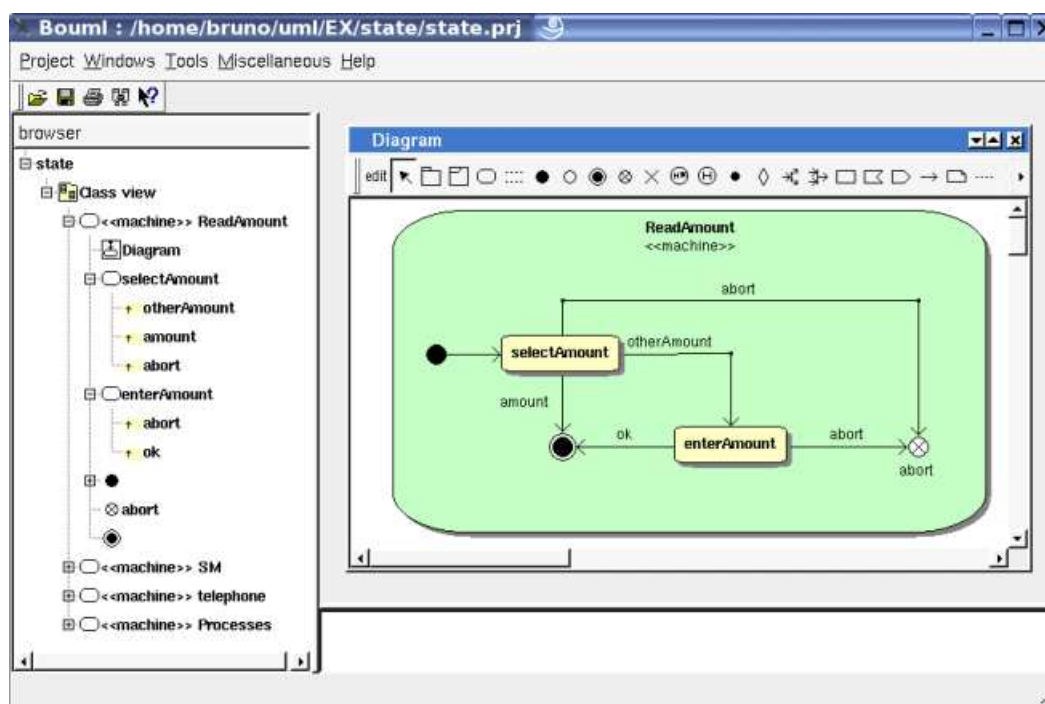 Bouml : /home/bruno/uml/EX/state/state.prj
Project Windows Tools Miscellaneous Help
browser
state
Class view
<<machine>> ReadAmount
Diagram
selectAmount
otherAmount
amount
abort
enterAmount
abort
ok
abort
<<machine>> SM
<<machine>> telephone
<<machine>> Processes
Diagram
edit
ReadAmount
<<machine>>
abort
selectAmount
otherAmount
amount
ok
enterAmount
abort
abort